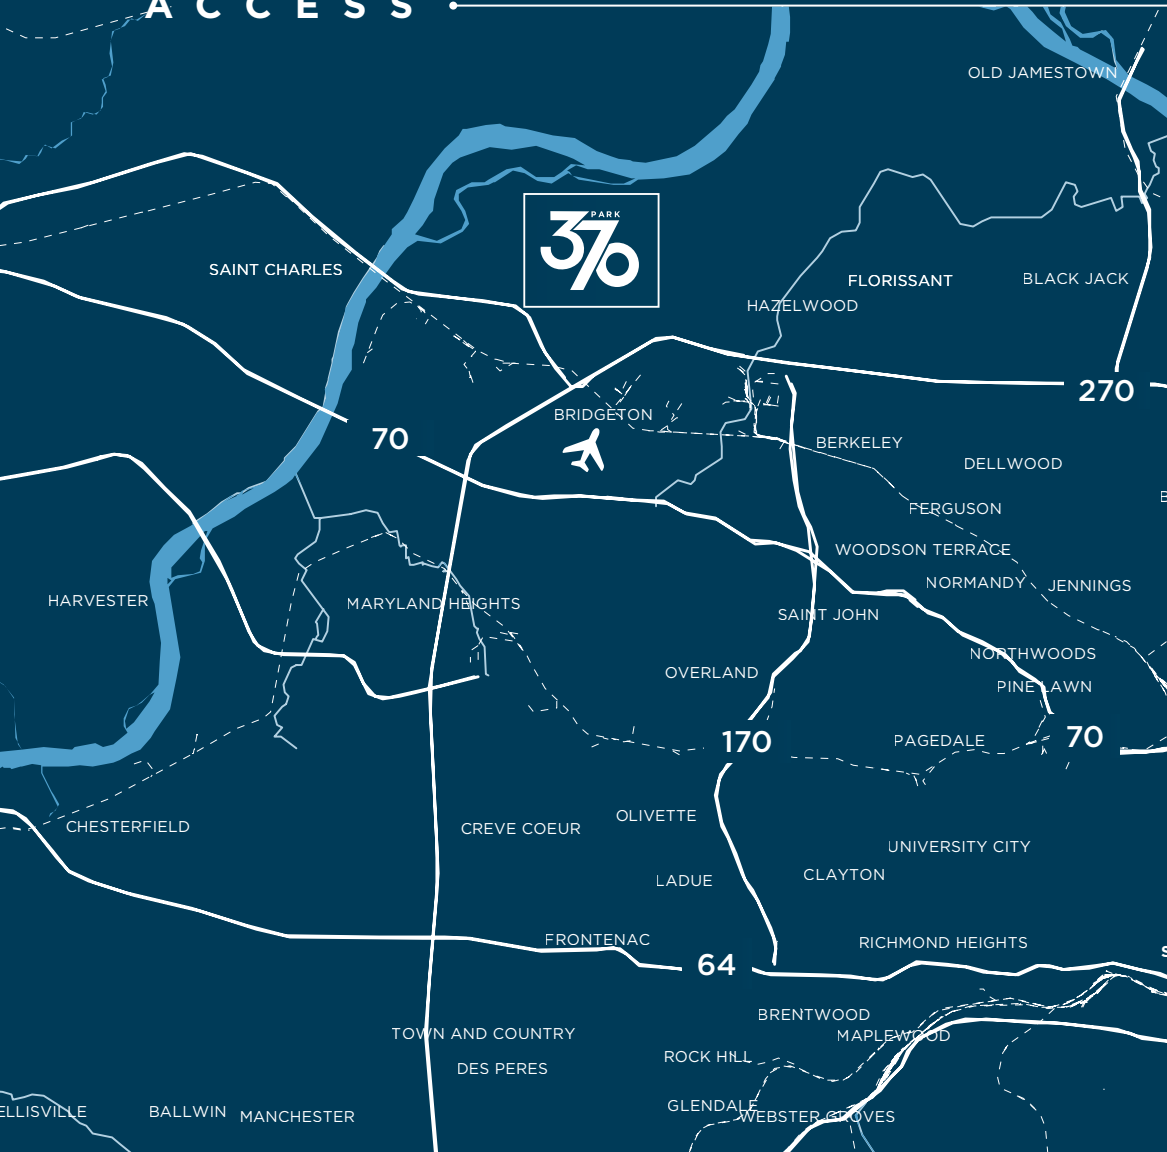 ACCESS
OLD JAMESTOWN
PARK
370
SAINT CHARLES
FLORISSANT
BLACK JACK
HAZELWOOD
270
BRIDGETON
70
BERKELEY
DELLWOOD
FERGUSON
WOODSON TERRACE
NORMANDY
JENNINGS
HARVESTER
MARYLAND HEIGHTS
SAINT JOHN
NORTHWOODS
OVERLAND
PINE LAWN
170
PAGEDALE
70
OLIVETTE
CHESTERFIELD
CREVE COEUR
UNIVERSITY CITY
LADUE
CLAYTON
FRONTENAC
RICHMOND HEIGHTS
64
BRENTWOOD
TOWN AND COUNTRY
MAPLEWOOD
ROCK HILL
DES PERES
GLENDALE
ELLISVILLE
BALLWIN
MANCHESTER
WEBSTER GROVES